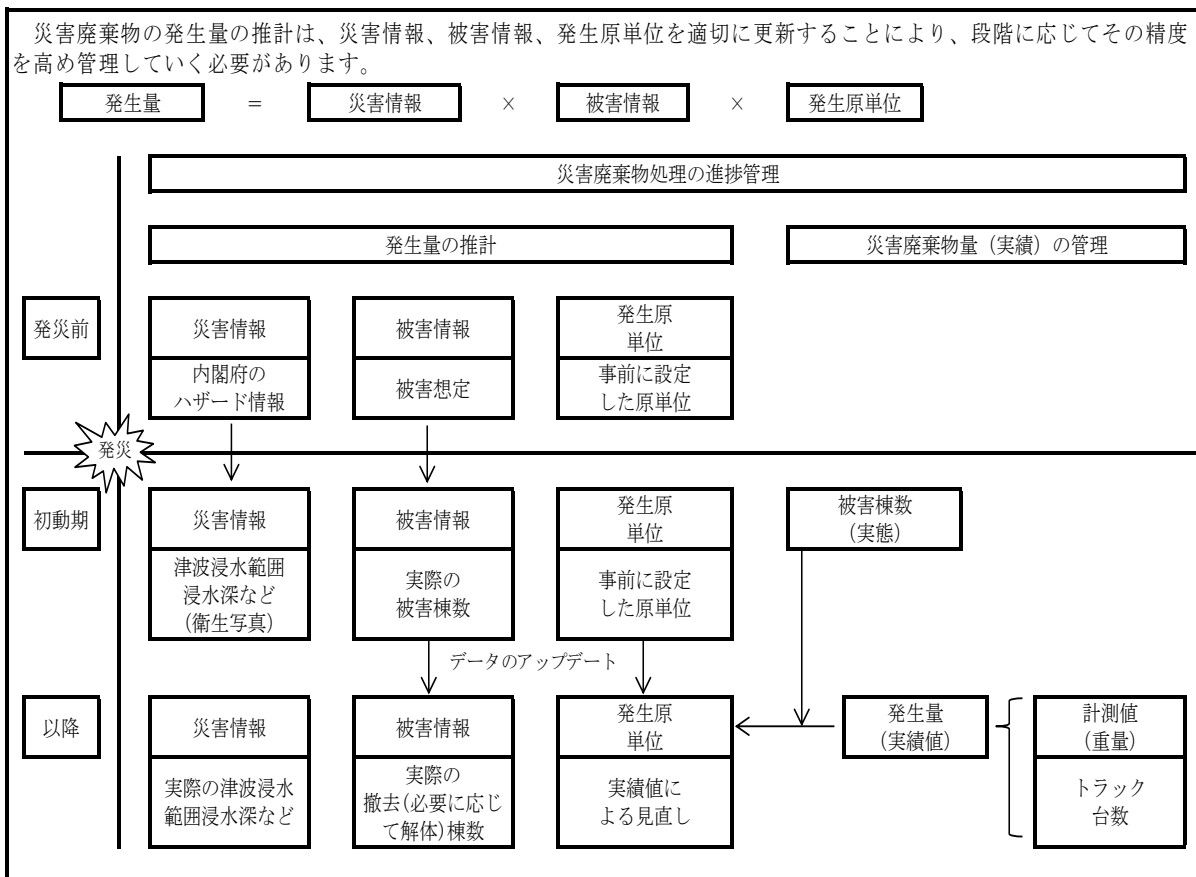 災害廃棄物の発生量の推計は、災害情報、被害情報、発生原単位を適切に更新することにより、段階に応じてその精度
を高め管理していく必要があります。
発生量 = 災害情報 × 被害情報 × 発生原単位
災害廃棄物処理の進捗管理
発生量の推計
災害廃棄物量（実績）の管理
発災前
災害情報
内閣府の
ハザード情報
被害情報
被害想定
発生原
単位
事前に設定
した原単位
発災
初動期
災害情報
津波浸水範囲
浸水深など
(衛生写真)
被害情報
実際の
被害棟数
発生原
単位
事前に設定
した原単位
被害棟数
(実態)
データのアップデート
以降
災害情報
実際の津波浸水
範囲浸水深など
被害情報
実際の
撤去(必要に応じ
て解体)棟数
発生原
単位
実績値に
よる見直し
発生量
(実績値)
計測値
(重量)
トラック
台数